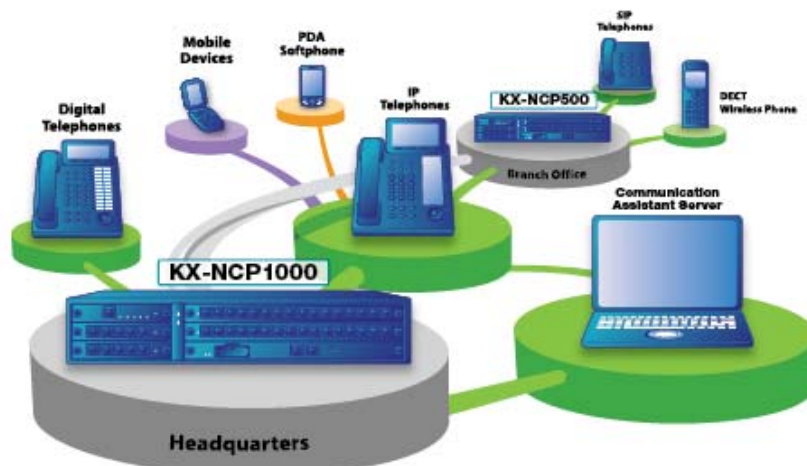 SIP
Telephones
PDA
Softphone
Mobile
Devices
IP
Telephones
KX-NCP500
DECT
Wireless Phone
Digital
Telephones
Branch Office
Communication
Assistant Server
KX-NCP1000
Headquarters